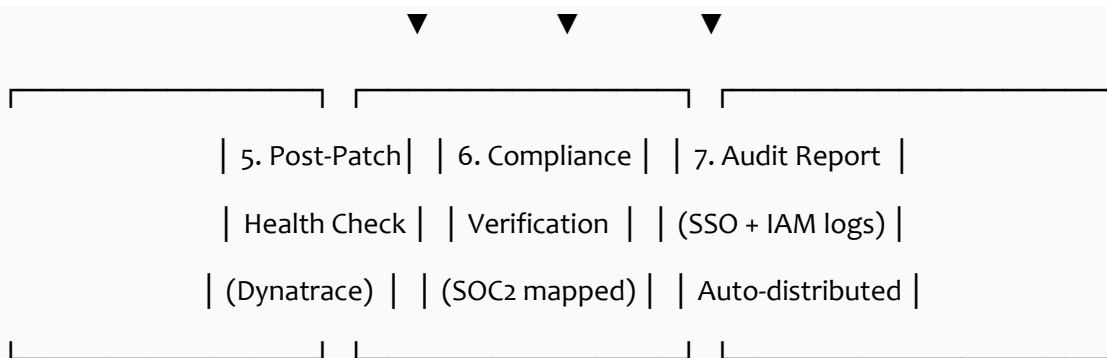 ▼ ▼ ▼
┌──────────────┐ ┌───────────────┐ ┌──────────────────
│ 5. Post-Patch│ │ 6. Compliance │ │ 7. Audit Report │
│ Health Check │ │ Verification │ │ (SSO + IAM logs) │
│ (Dynatrace) │ │ (SOC2 mapped) │ │ Auto-distributed │
└──────────────┘ └───────────────┘ └──────────────────